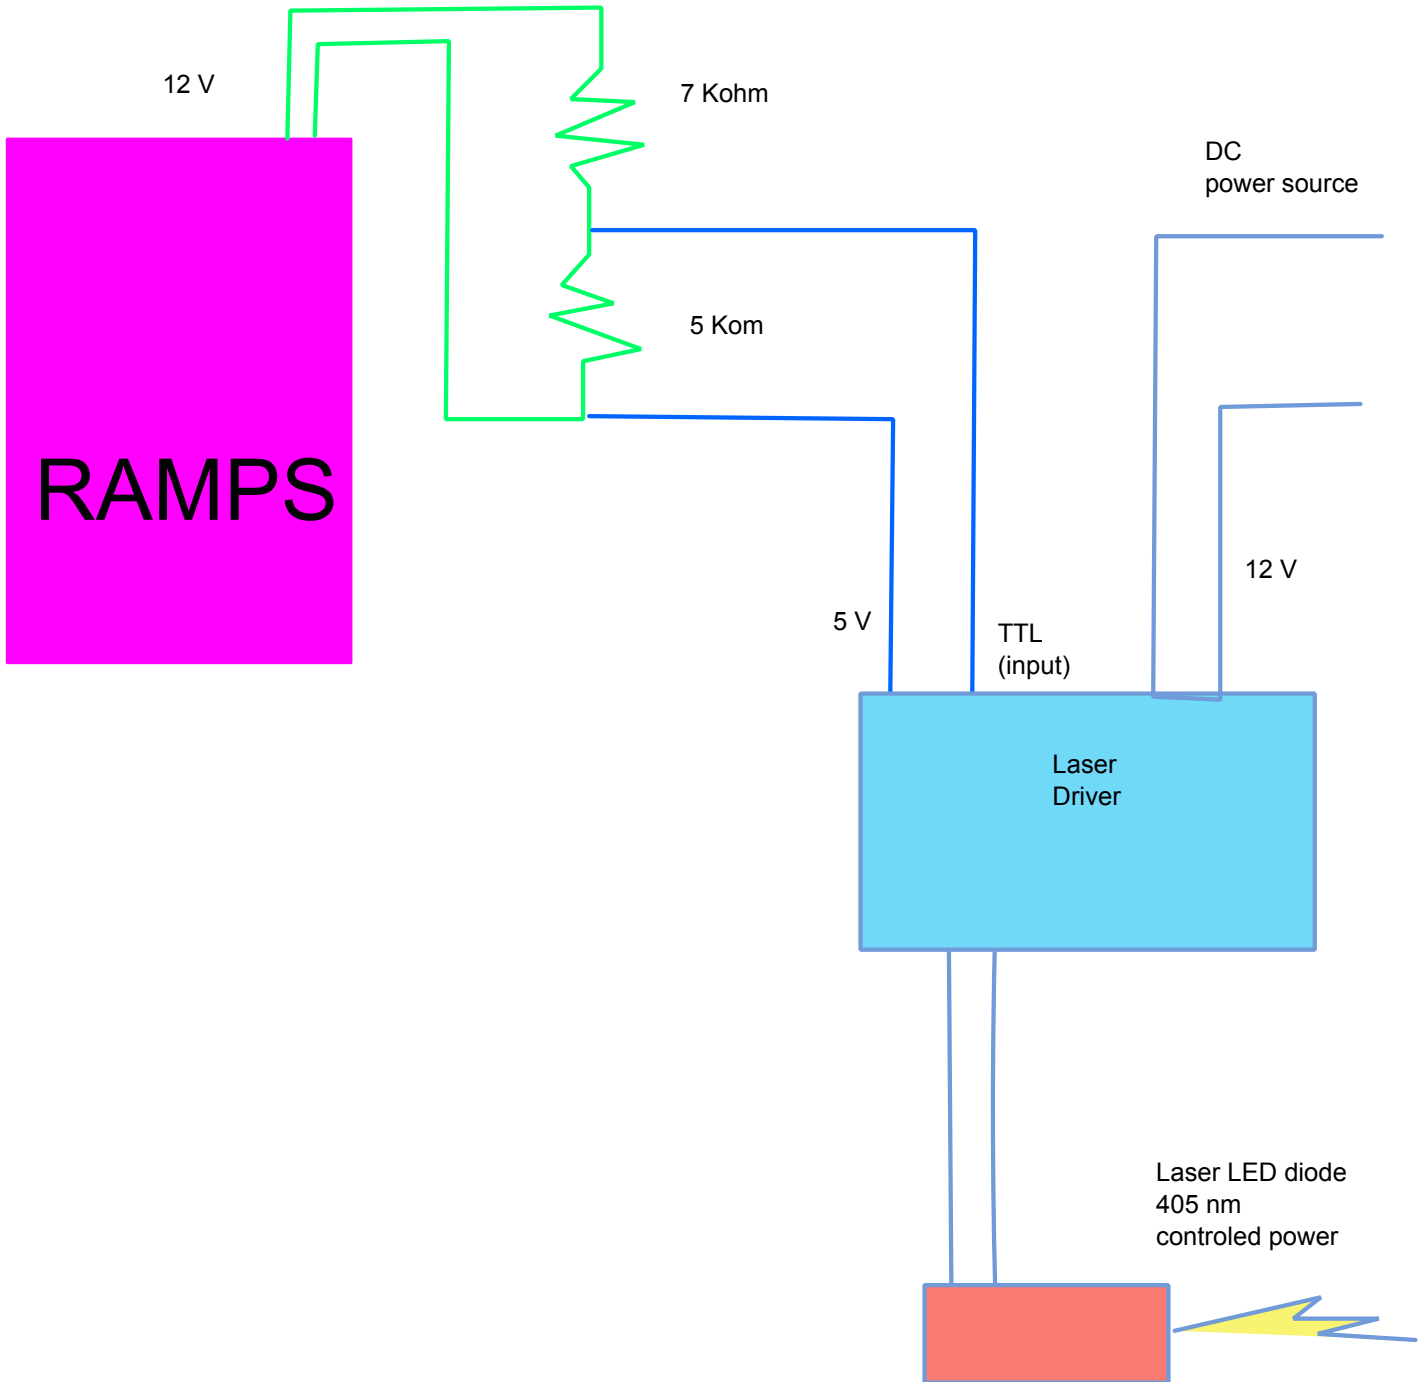 12 V
7 Kohm
DC
power source
5 Kom
RAMPS
12 V
5 V
TTL
(input)
Laser
Driver
Laser LED diode
405 nm
controled power